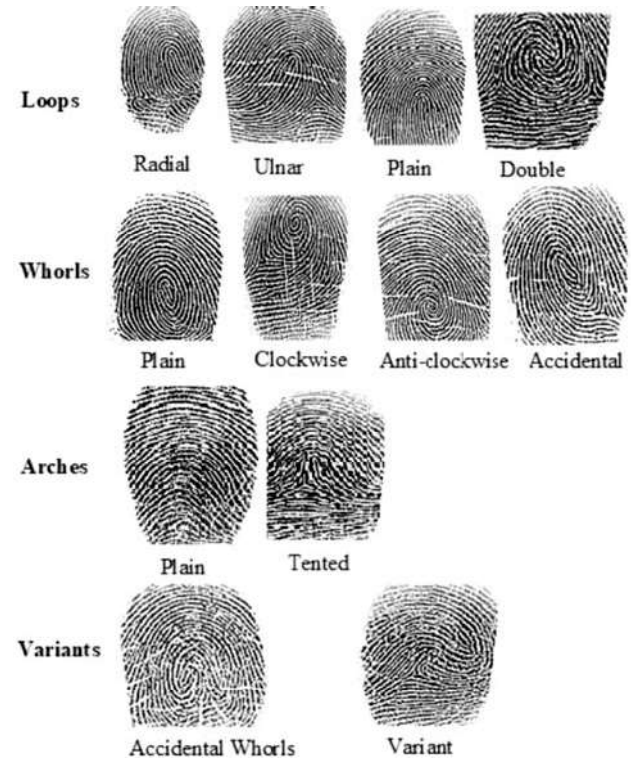 Loops
Radial Ulnar Plain Double
Whorls
Plain Clockwise Anti-clockwise Accidental
Arches
Plain Tented
Variants
Accidental Whorls Variant